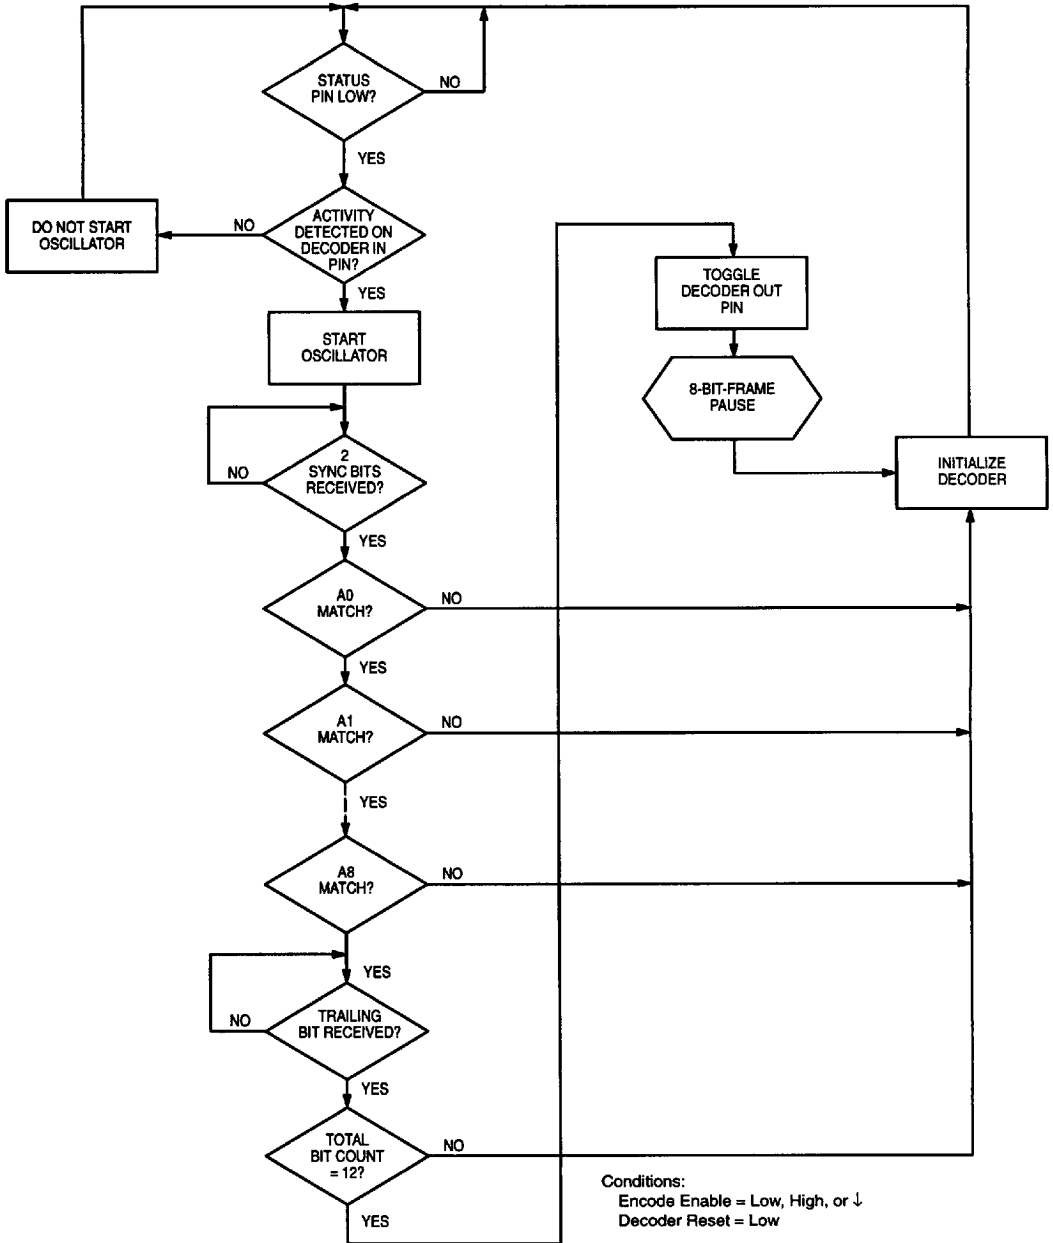 STATUS
PIN LOW?
NO
YES
DO NOT START
OSCILLATOR
NO
ACTIVITY
DETECTED ON
DECODER IN
PIN?
YES
START
OSCILLATOR
2
SYNC BITS
RECEIVED?
NO
YES
A0
MATCH?
NO
YES
A1
MATCH?
NO
YES
A8
MATCH?
NO
YES
TRAILING
BIT RECEIVED?
NO
YES
TOTAL
BIT COUNT
= 12?
NO
YES
TOGGLE
DECODER OUT
PIN
8-BIT-FRAME
PAUSE
INITIALIZE
DECODER
Conditions:
Encode Enable = Low, High, or ↓
Decoder Reset = Low